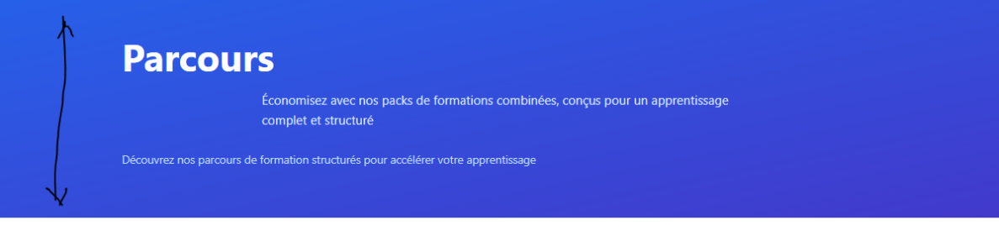 Parcours
Économisez avec nos packs de formations combinées, conçus pour un apprentissage
complet et structuré
Découvrez nos parcours de formation structurés pour accélérer votre apprentissage